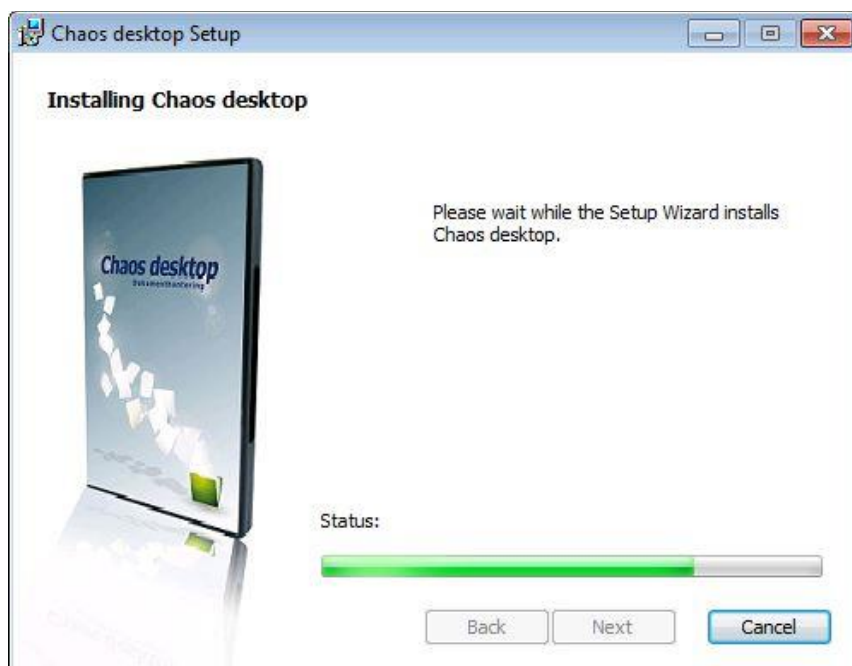 Chaos desktop Setup
Installing Chaos desktop
Please wait while the Setup Wizard installs
Chaos desktop.
Chaos desktop
Dokumenthantering
Status:
Back
Next
Cancel